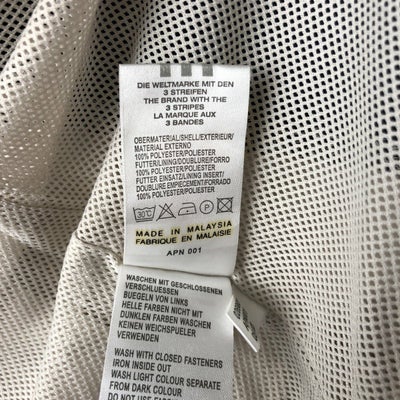 DIE WELTMARKE MIT DEN
3 STREIFEN
THE BRAND WITH THE
3 STRIPES
LA MARQUE AUX
3 BANDES
OBERMATERIAL/SHELL/EXTERIEUR/
MATERIAL EXTERNO
100% POLYESTER/POLIESTER
FUTTER/LINING/DOUBLURE/FORRO
100% POLYESTER/POLIESTER
FUTTER EINSATZ/LINING INSERT/
DOUBLURE EMPIECEMENT/FORRADO
100% POLYESTER/POLIESTER
30°C P
MADE IN MALAYSIA
FABRIQUE EN MALAISIE
APN 001
WASCHEN MIT GESCHLOSSENEN
VERSCHLUESSEN
BUEGELN VON LINKS
HELLE FARBEN NICHT MIT
DUNKLEN FARBEN WASCHEN
KEINEN WEICHSPUELER
VERWENDEN
WASH WITH CLOSED FASTENERS
IRON INSIDE OUT
WASH LIGHT COLOUR SEPARATE
FROM DARK COLOUR